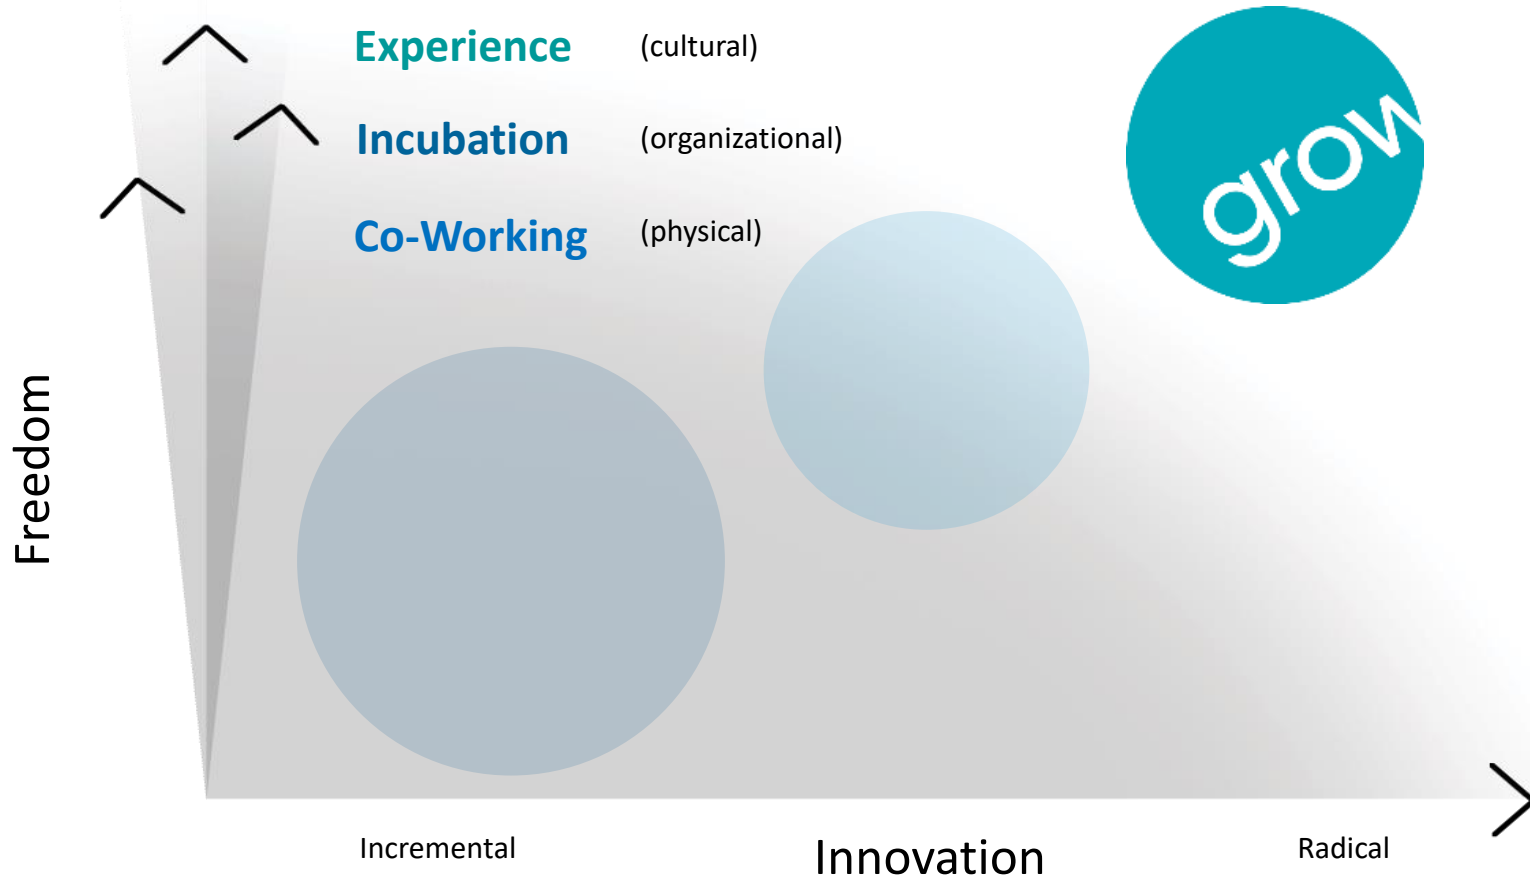 Experience (cultural)
Incubation (organizational)
Co-Working (physical)
grow
Freedom
Incremental
Innovation
Radical